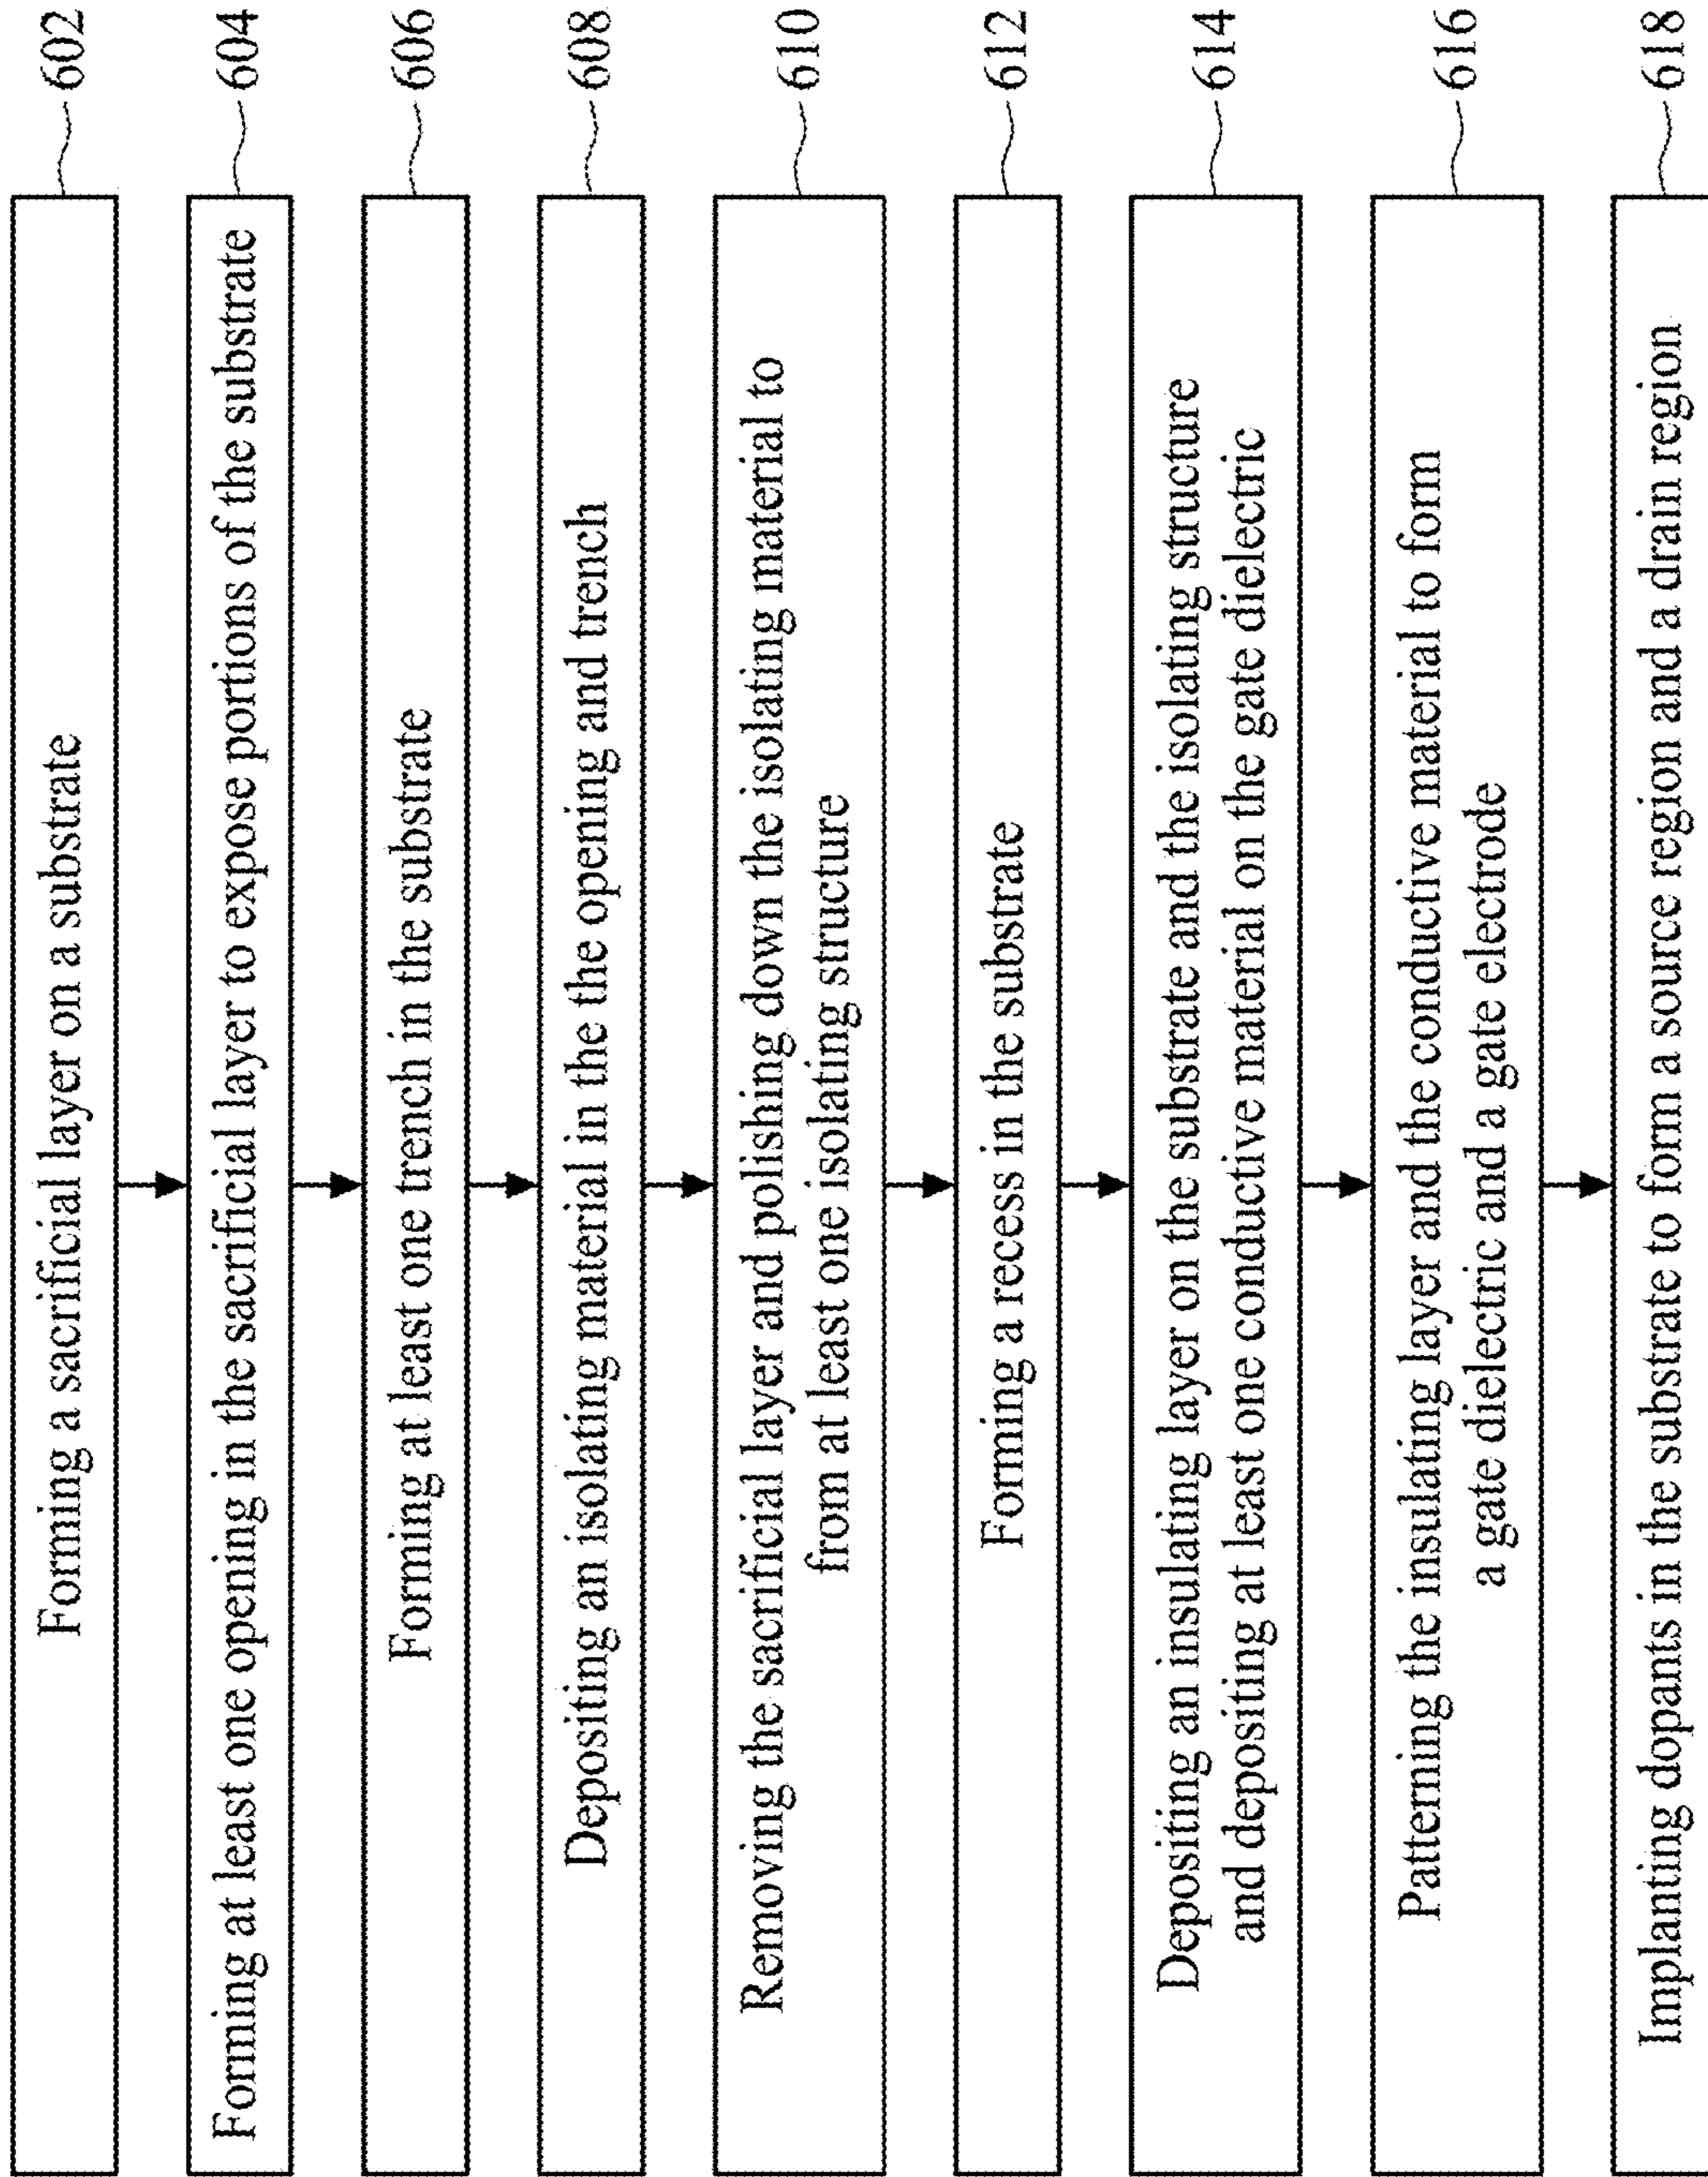 Forming a sacrificial layer on a substrate 602
Forming at least one opening in the sacrificial layer to expose portions of the substrate 604
Forming at least one trench in the substrate 606
Depositing an isolating material in the the opening and trench 608
Removing the sacrificial layer and polishing down the isolating material to 610
from at least one isolating structure
Forming a recess in the substrate 612
Depositing an insulating layer on the substrate and the isolating structure 614
and depositing at least one conductive material on the gate dielectric
Patterning the insulating layer and the conductive material to form 616
a gate dielectric and a gate electrode
Implanting dopants in the substrate to form a source region and a drain region 618